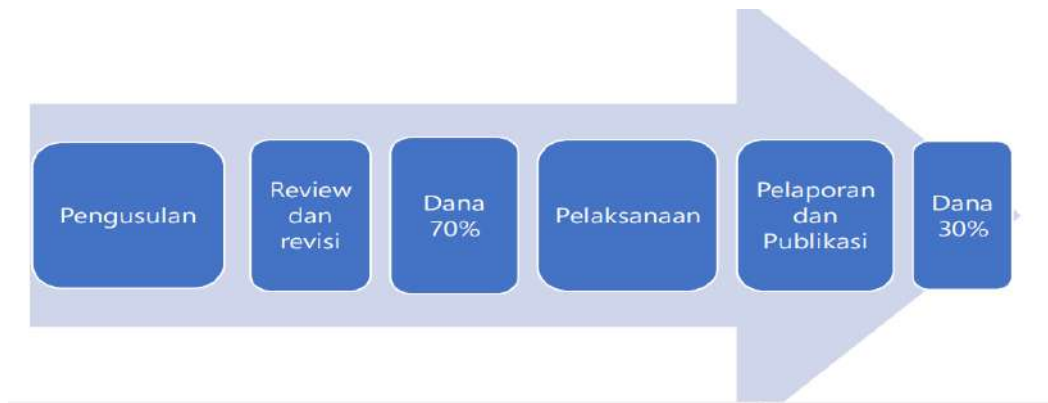 Pengusulan
Review
dan
revisi
Dana
70%
Pelaksanaan
Pelaporan
dan
Publikasi
Dana
30%